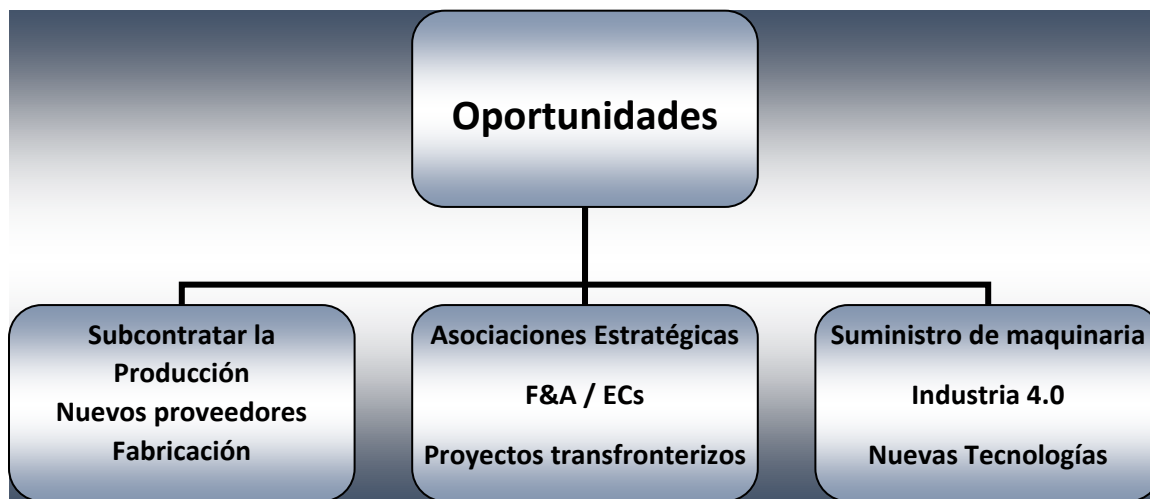 Oportunidades
Subcontratar la
Producción
Nuevos proveedores
Fabricación
Asociaciones Estratégicas
F&A / ECs
Proyectos transfronterizos
Suministro de maquinaria
Industria 4.0
Nuevas Tecnologías